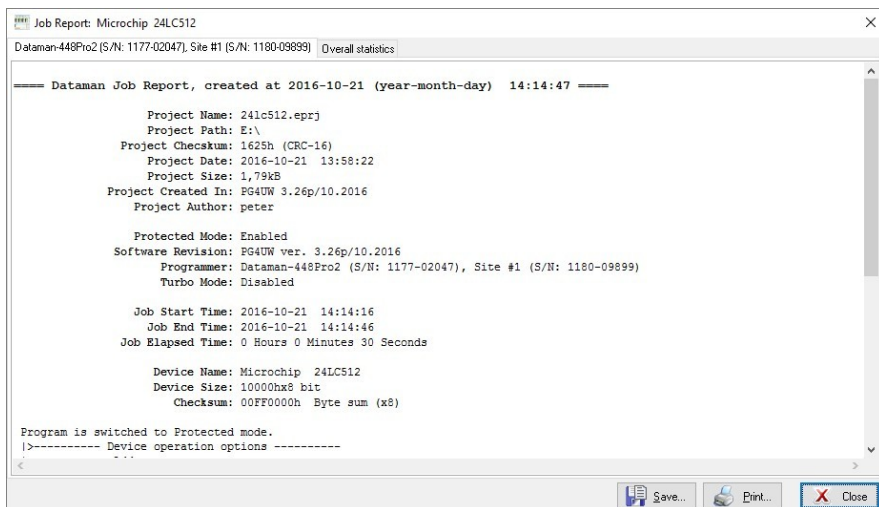 Job Report: Microchip 24LC512
Dataman-448Pro2 (S/N: 1177-02047), Site #1 (S/N: 1180-09899) Overall statistics
==== Dataman Job Report, created at 2016-10-21 (year-month-day) 14:14:47 ====
Project Name: 24lc512.eprj
Project Path: E:\
Project Checskum: 1625h (CRC-16)
Project Date: 2016-10-21 13:58:22
Project Size: 1,79kB
Project Created In: PG4UW 3.26p/10.2016
Project Author: peter
Protected Mode: Enabled
Software Revision: PG4UW ver. 3.26p/10.2016
Programmer: Dataman-448Pro2 (S/N: 1177-02047), Site #1 (S/N: 1180-09899)
Turbo Mode: Disabled
Job Start Time: 2016-10-21 14:14:16
Job End Time: 2016-10-21 14:14:46
Job Elapsed Time: 0 Hours 0 Minutes 30 Seconds
Device Name: Microchip 24LC512
Device Size: 10000hx8 bit
Checksum: 00FF0000h Byte sum (x8)
Program is switched to Protected mode.
|>---------- Device operation options ----------
Save... Print... Close